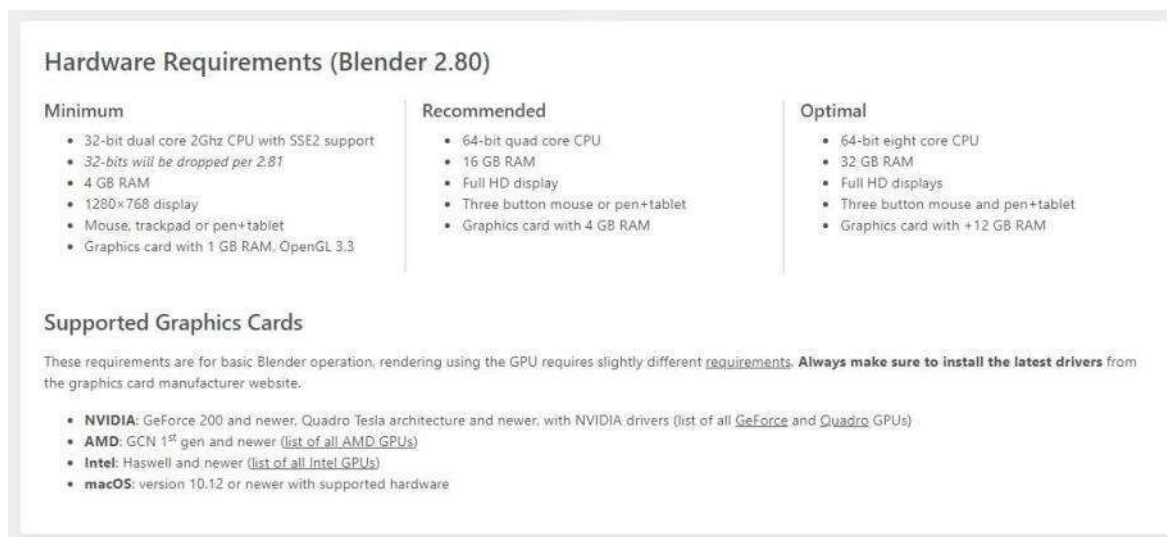 Hardware Requirements (Blender 2.80)
Minimum
32-bit dual core 2Ghz CPU with SSE2 support
32-bits will be dropped per 2.81
4 GB RAM
1280×768 display
Mouse, trackpad or pen+tablet
Graphics card with 1 GB RAM, OpenGL 3.3
Recommended
64-bit quad core CPU
16 GB RAM
Full HD display
Three button mouse or pen+tablet
Graphics card with 4 GB RAM
Optimal
64-bit eight core CPU
32 GB RAM
Full HD displays
Three button mouse and pen+tablet
Graphics card with +12 GB RAM
Supported Graphics Cards
These requirements are for basic Blender operation, rendering using the GPU requires slightly different requirements. Always make sure to install the latest drivers from
the graphics card manufacturer website.
NVIDIA: GeForce 200 and newer, Quadro Tesla architecture and newer, with NVIDIA drivers (list of all GeForce and Quadro GPUs)
AMD: GCN 1st gen and newer (list of all AMD GPUs)
Intel: Haswell and newer (list of all Intel GPUs)
macOS: version 10.12 or newer with supported hardware